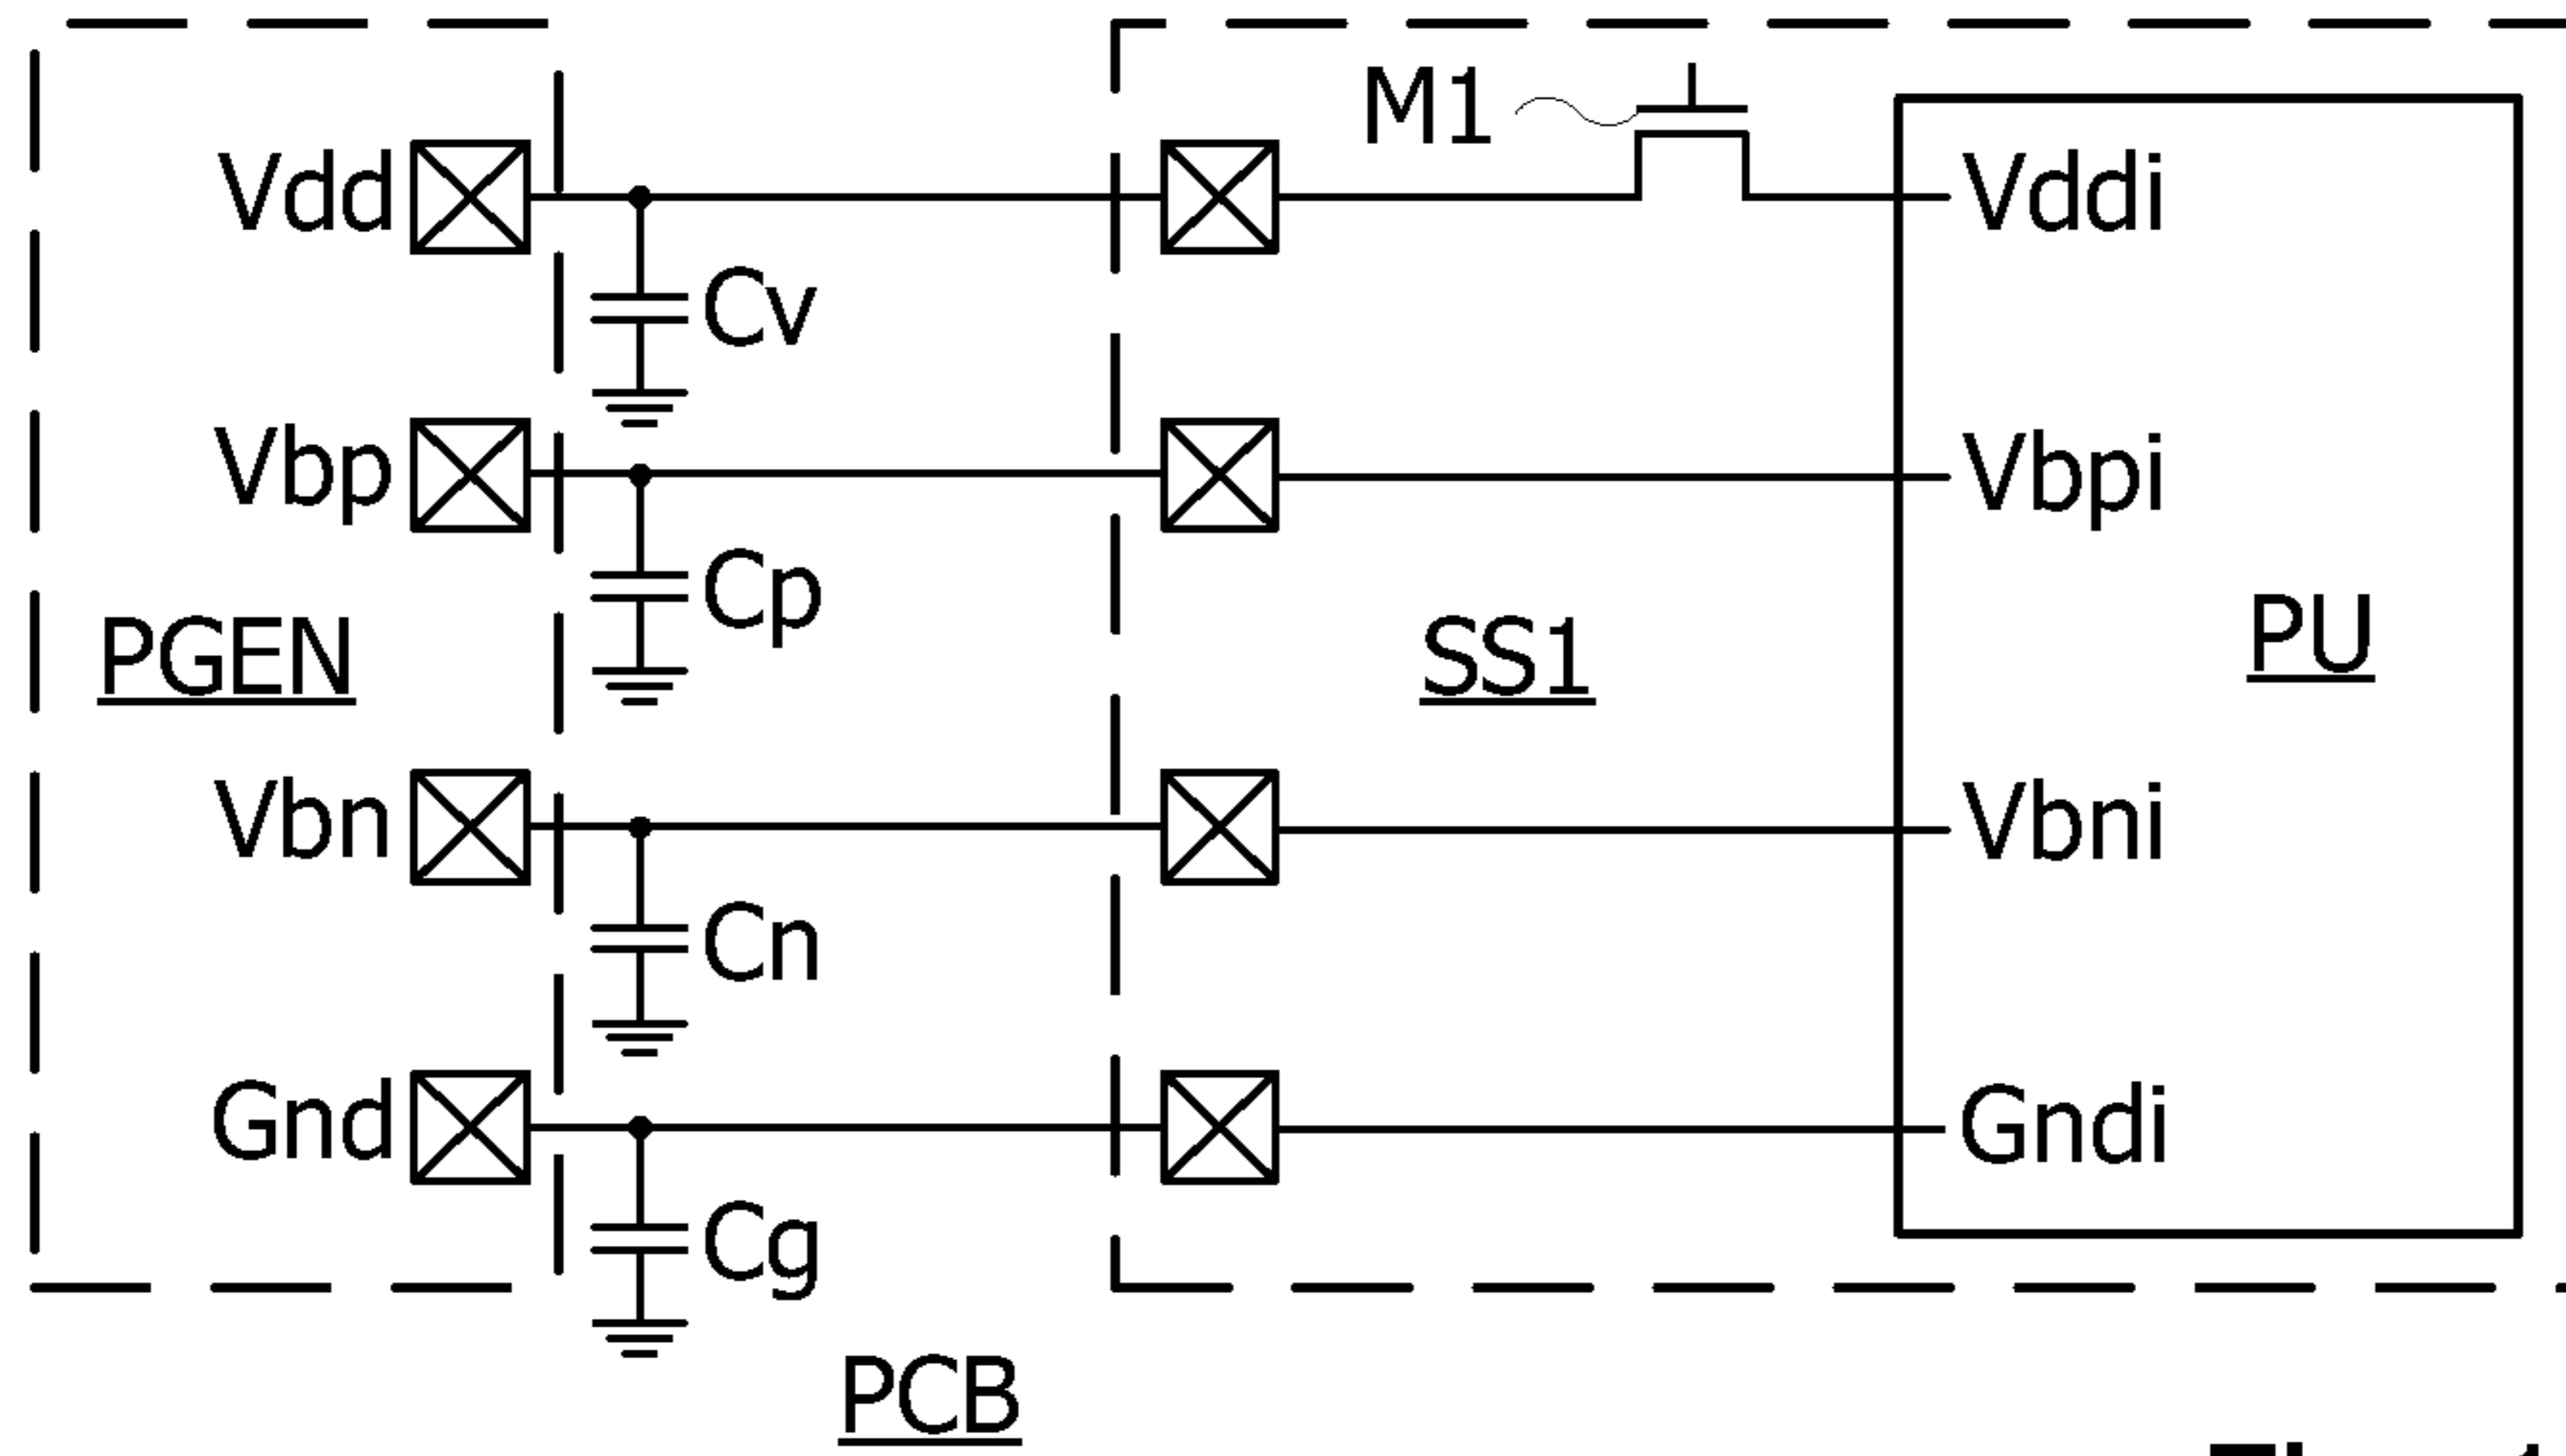 M1
Vdd
Vddi
Cv
Vbp
Vbpi
Cp
PGEN
SS1
PU
Vbn
Vbni
Cn
Gnd
Gndi
Cg
PCB